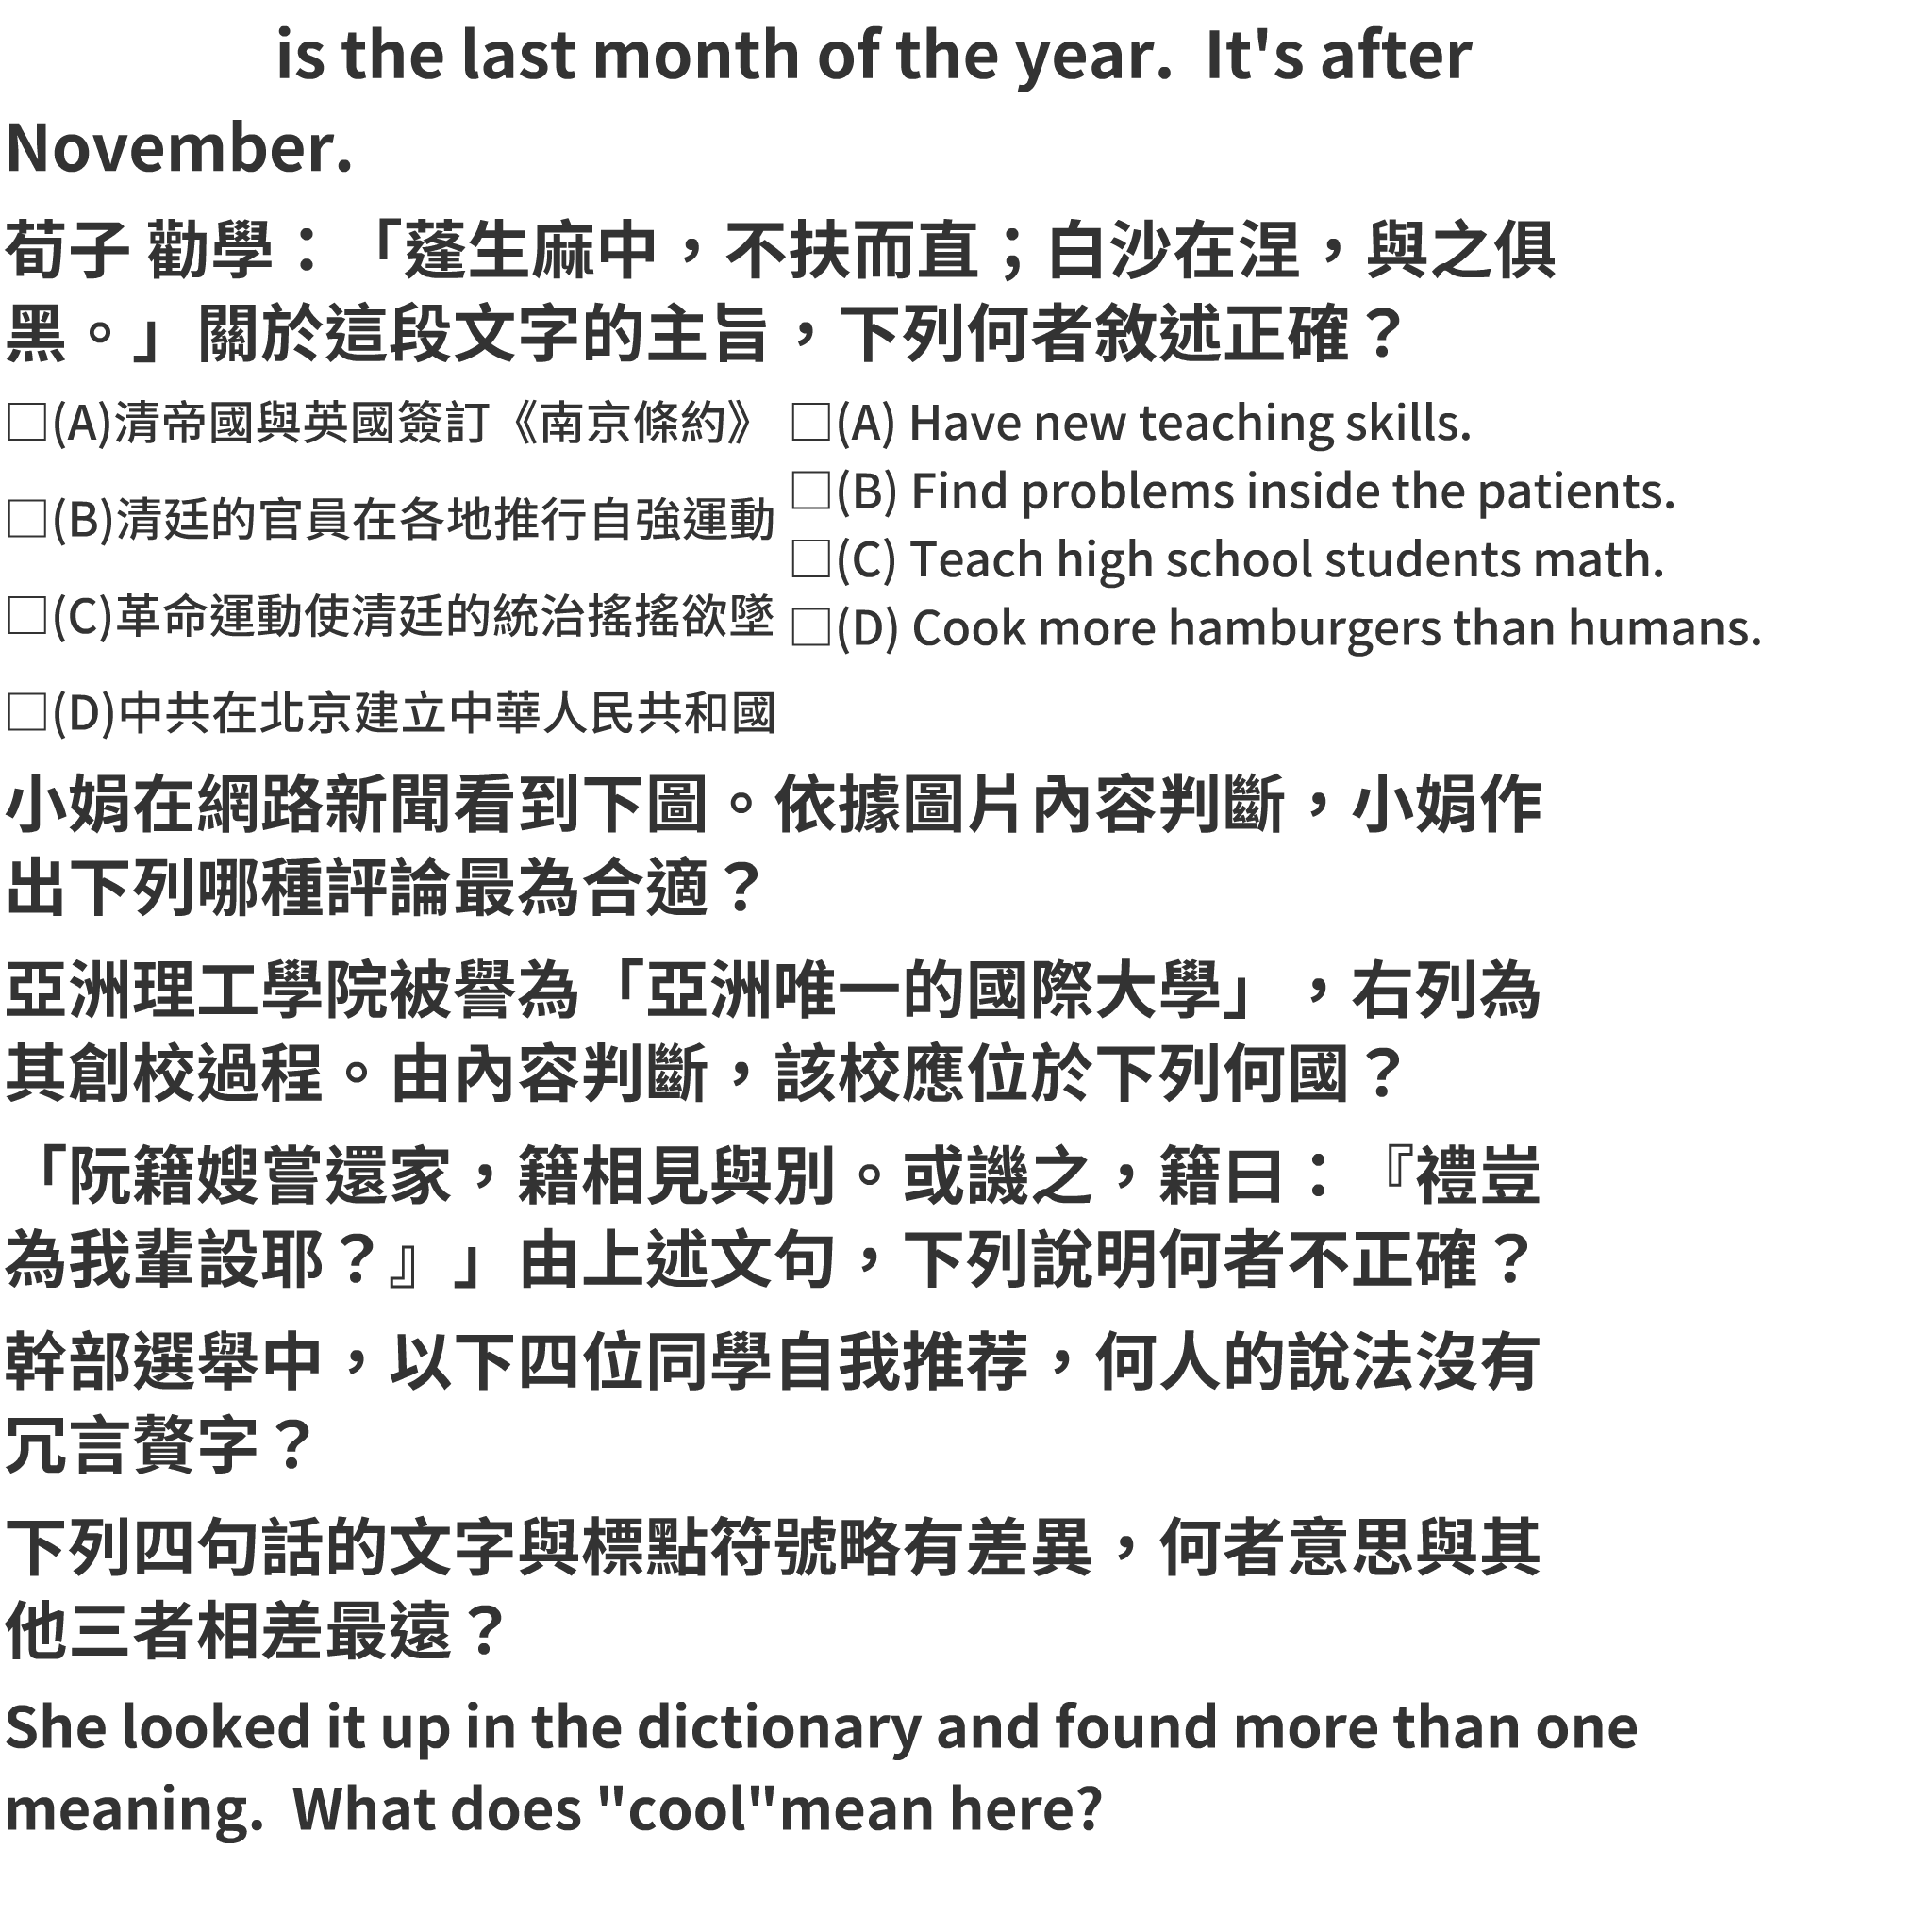 is the last month of the year.  It's after
November.
荀子 勸學：「蓬生麻中，不扶而直；白沙在涅，與之俱
黑。」關於這段文字的主旨，下列何者敘述正確？
□(A)清帝國與英國簽訂《南京條約》
□(B)清廷的官員在各地推行自強運動
□(C)革命運動使清廷的統治搖搖欲墜
□(D)中共在北京建立中華人民共和國
□(A) Have new teaching skills.
□(B) Find problems inside the patients.
□(C) Teach high school students math.
□(D) Cook more hamburgers than humans.
小娟在網路新聞看到下圖。依據圖片內容判斷，小娟作
出下列哪種評論最為合適？
亞洲理工學院被譽為「亞洲唯一的國際大學」，右列為
其創校過程。由內容判斷，該校應位於下列何國？
「阮籍嫂嘗還家，籍相見與別。或譏之，籍曰：『禮豈
為我輩設耶？』」由上述文句，下列說明何者不正確？
幹部選舉中，以下四位同學自我推荐，何人的說法沒有
冗言贅字？
下列四句話的文字與標點符號略有差異，何者意思與其
他三者相差最遠？
She looked it up in the dictionary and found more than one
meaning.  What does "cool"mean here?